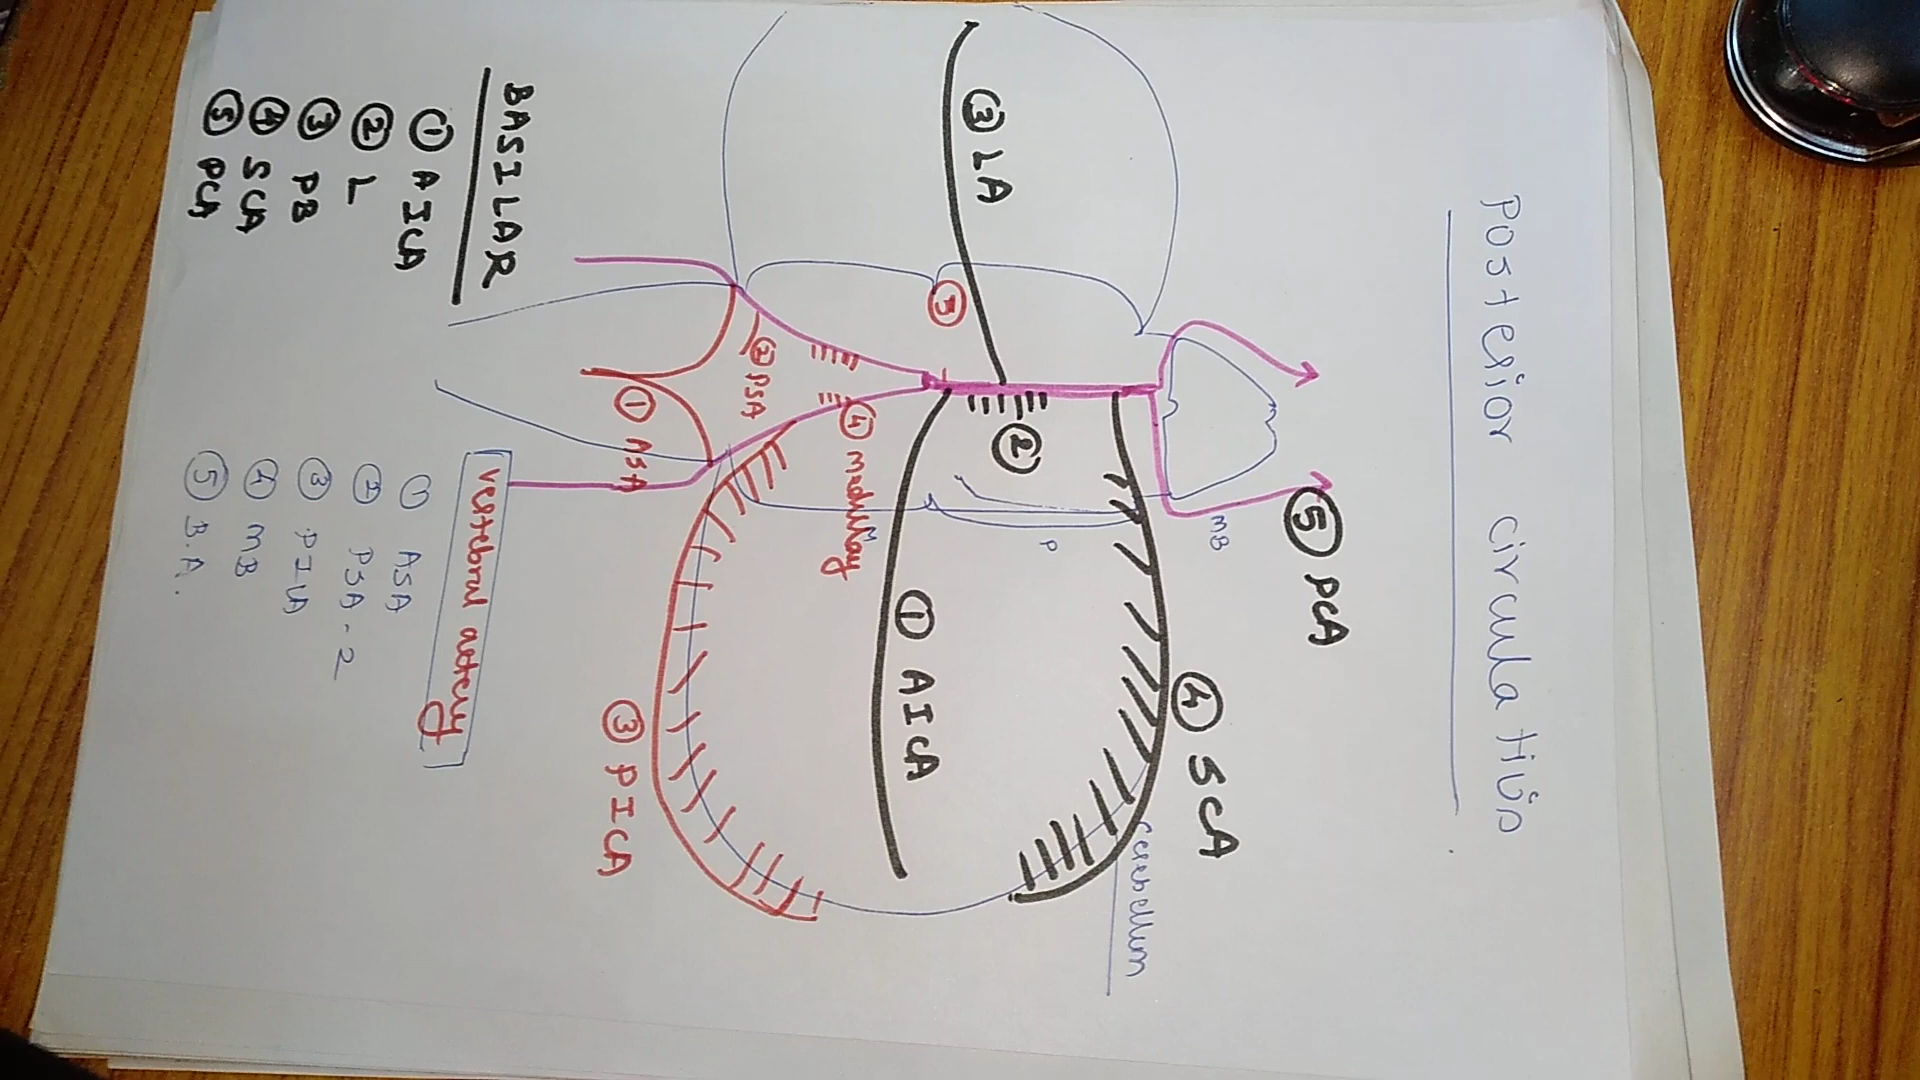 Posterior circulation
⑤ PCA
MB
④ SCA
cerebellum
③ LA
②
P
① AICA
⑤
④ medullay
M
② PSA
① ASA
③ PICA
BASILAR
① AICA
② L
③ PB
④ SCA
⑤ PCA
vertebral artery
① ASA
② PSA-2
③ PICA
④ MB
⑤ B.A.